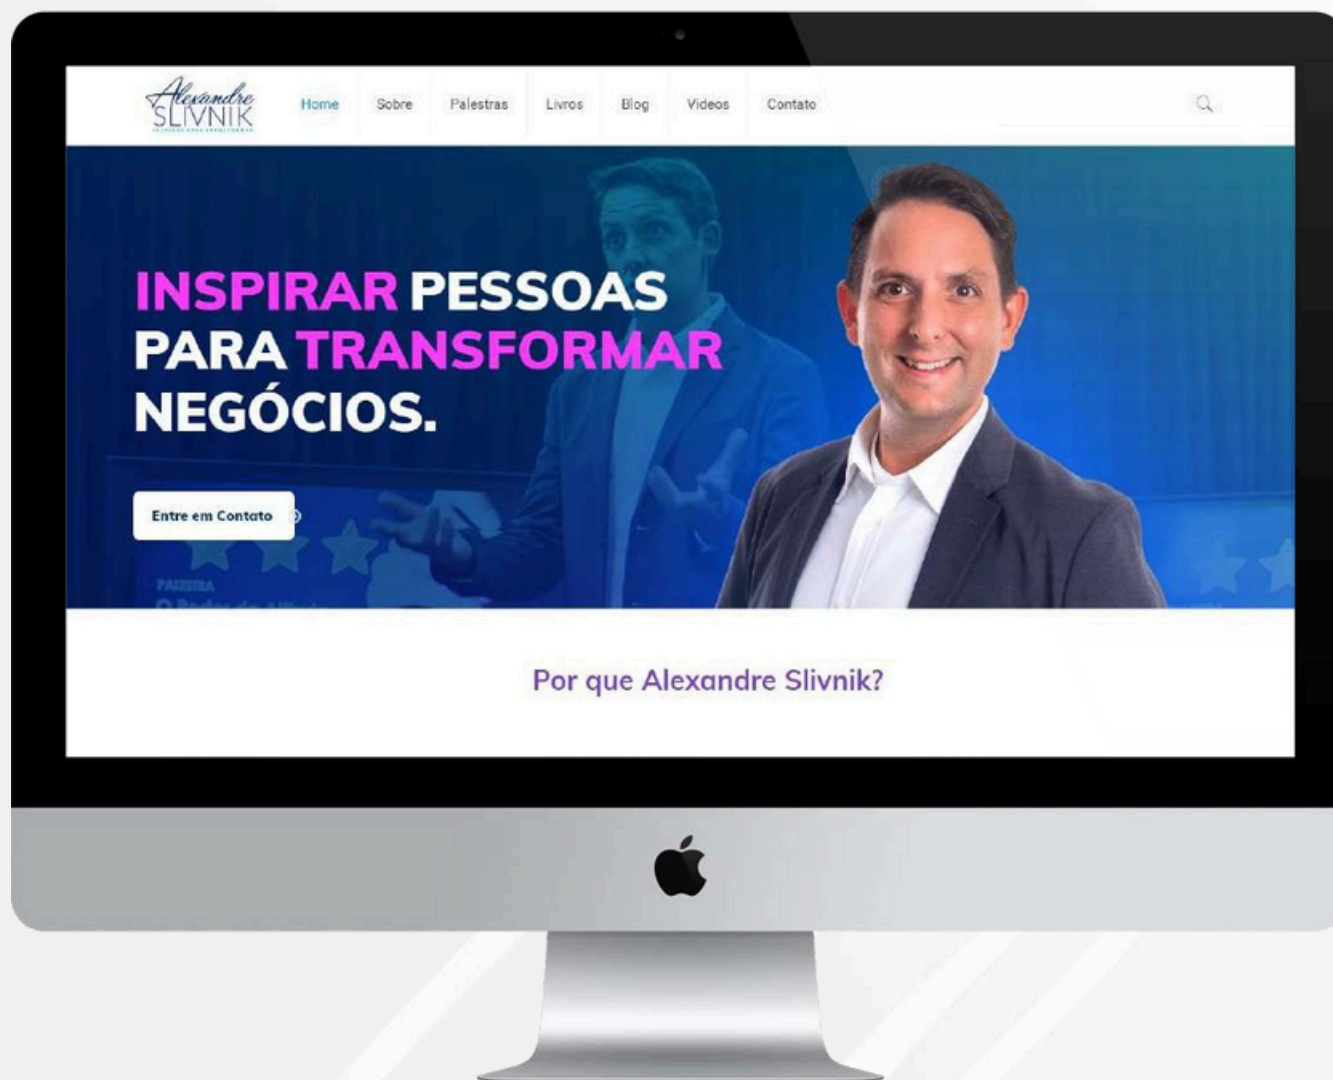 Alexandre
SLIVNIK
Home Sobre Palestras Livros Blog Videos Contato
INSPIRAR PESSOAS
PARA TRANSFORMAR
NEGÓCIOS.
Entre em Contato
PALESTRA
Por que Alexandre Slivnik?